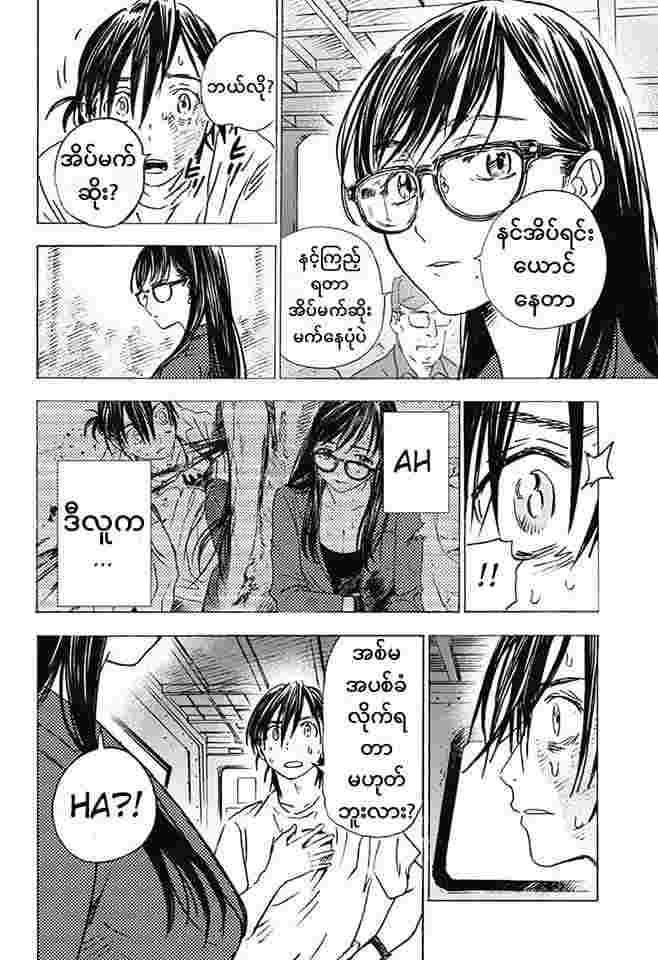 ဘယ်လို?
အိပ်မက်
ဆိုး?
နင်အိပ်ရင်း
ယောင်
နေတာ
နင့်ကြည့်
ရတာ
အိပ်မက်ဆိုး
မက်နေပုံပဲ
AH
ဒီလူက
...
!!
အစ်မ
အပစ်ခံ
လိုက်ရ
တာ
မဟုတ်
ဘူးလား?
HA?!